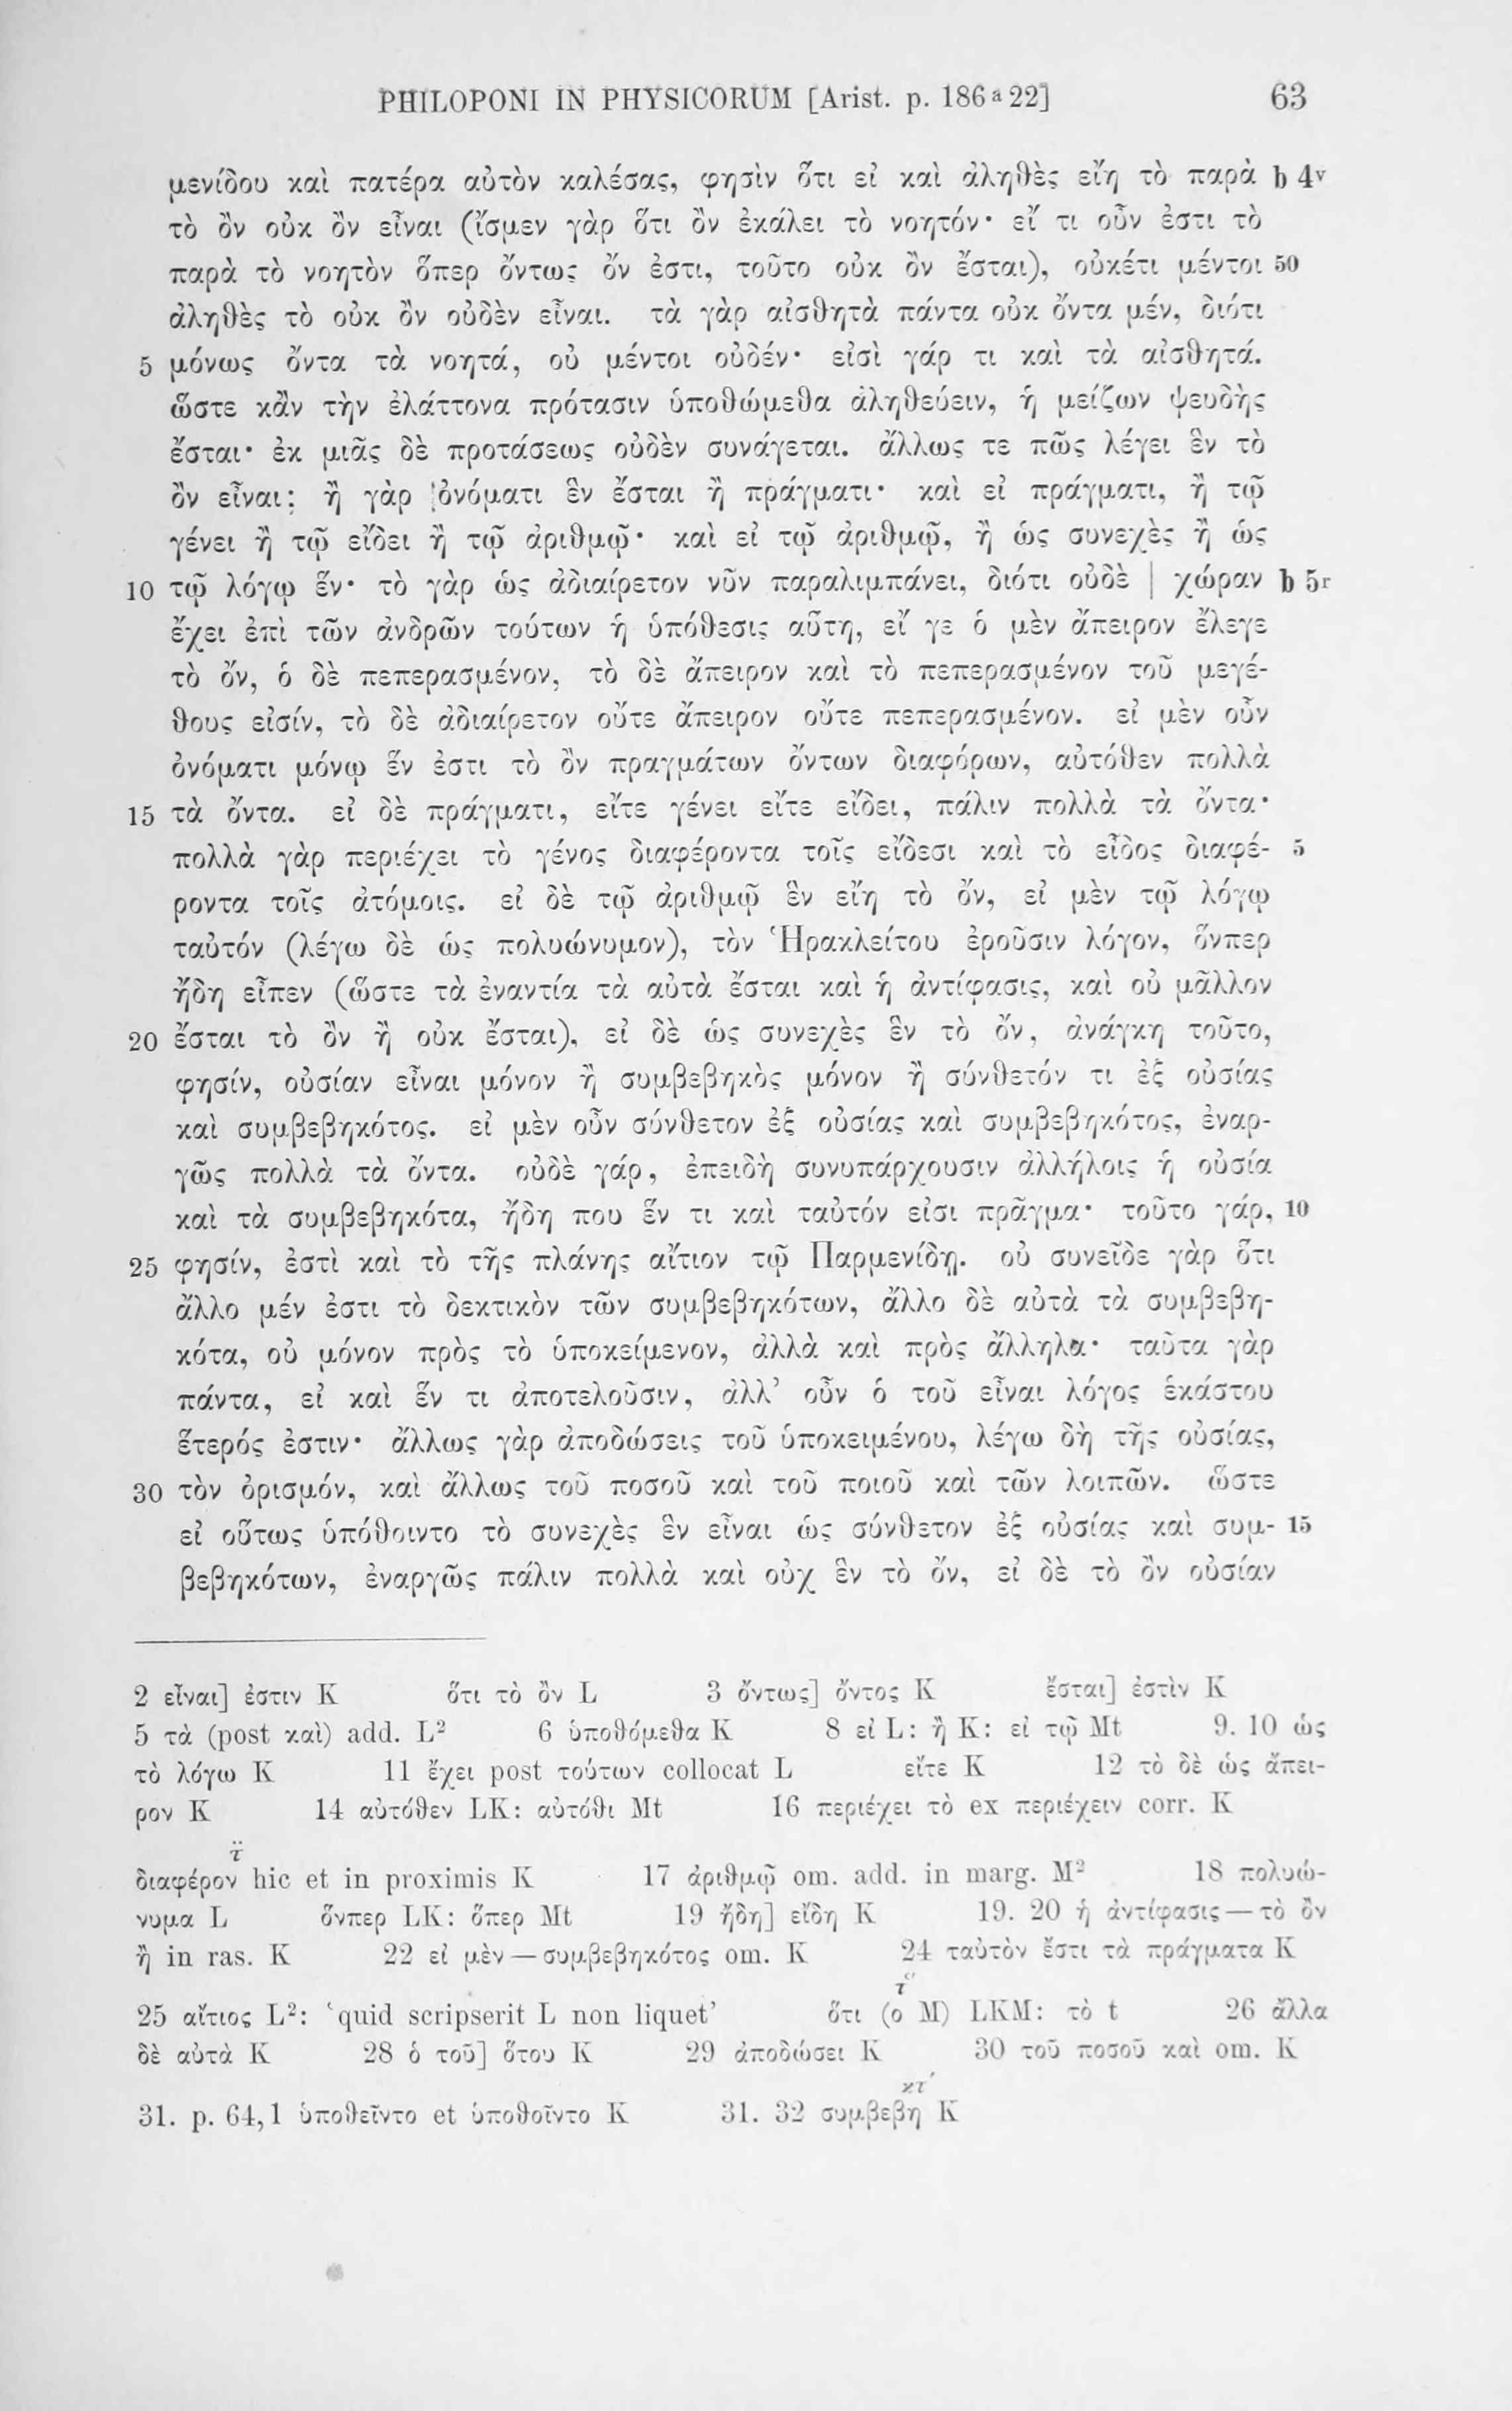 PHILOPONI IN PHYSICORUM [Arist. p. 186 a 22] 63
μενίδου καὶ πατέρα αὐτὸν καλέσας, φησὶν ὅτι εἰ καὶ ἀληθὲς εἴη τὸ παρὰ b 4v
τὸ ὂν οὐκ ὂν εἶναι (ἴσμεν γὰρ ὅτι ὂν ἐκάλει τὸ νοητόν· εἴ τι οὖν ἐστι τὸ
παρὰ τὸ νοητὸν ὅπερ ὄντως ὄν ἐστι, τοῦτο οὐκ ὂν ἔσται), οὐκέτι μέντοι 50
ἀληθὲς τὸ οὐκ ὂν οὐδὲν εἶναι. τὰ γὰρ αἰσθητὰ πάντα οὐκ ὄντα μέν, διότι
5 μόνως ὄντα τὰ νοητά, οὐ μέντοι οὐδέν· εἰσὶ γάρ τι καὶ τὰ αἰσθητά.
ὥστε κἂν τὴν ἐλάττονα πρότασιν ὑποθώμεθα ἀληθεύειν, ἡ μείζων ψευδὴς
ἔσται· ἐκ μιᾶς δὲ προτάσεως οὐδὲν συνάγεται. ἄλλως τε πῶς λέγει ἓν τὸ
ὂν εἶναι; ἢ γὰρ ὀνόματι ἓν ἔσται ἢ πράγματι· καὶ εἰ πράγματι, ἢ τῷ
γένει ἢ τῷ εἴδει ἢ τῷ ἀριθμῷ· καὶ εἰ τῷ ἀριθμῷ, ἢ ὡς συνεχὲς ἢ ὡς
10 τῷ λόγῳ ἕν· τὸ γὰρ ὡς ἀδιαίρετον νῦν παραλιμπάνει, διότι οὐδὲ | χώραν b 5r
ἔχει ἐπὶ τῶν ἀνδρῶν τούτων ἡ ὑπόθεσις αὕτη, εἴ γε ὁ μὲν ἄπειρον ἔλεγε
τὸ ὄν, ὁ δὲ πεπερασμένον, τὸ δὲ ἄπειρον καὶ τὸ πεπερασμένον τοῦ μεγέ-
θους εἰσίν, τὸ δὲ ἀδιαίρετον οὔτε ἄπειρον οὔτε πεπερασμένον. εἰ μὲν οὖν
ὀνόματι μόνῳ ἕν ἐστι τὸ ὂν πραγμάτων ὄντων διαφόρων, αὐτόθεν πολλὰ
15 τὰ ὄντα. εἰ δὲ πράγματι, εἴτε γένει εἴτε εἴδει, πάλιν πολλὰ τὰ ὄντα·
πολλὰ γὰρ περιέχει τὸ γένος διαφέροντα τοῖς εἴδεσι καὶ τὸ εἶδος διαφέ- 5
ροντα τοῖς ἀτόμοις. εἰ δὲ τῷ ἀριθμῷ ἓν εἴη τὸ ὄν, εἰ μὲν τῷ λόγῳ
ταὐτόν (λέγω δὲ ὡς πολυώνυμον), τὸν Ἡρακλείτου ἐροῦσιν λόγον, ὅνπερ
ἤδη εἶπεν (ὥστε τὰ ἐναντία τὰ αὐτὰ ἔσται καὶ ἡ ἀντίφασις, καὶ οὐ μᾶλλον
20 ἔσται τὸ ὂν ἢ οὐκ ἔσται), εἰ δὲ ὡς συνεχὲς ἓν τὸ ὄν, ἀνάγκη τοῦτο,
φησίν, οὐσίαν εἶναι μόνον ἢ συμβεβηκὸς μόνον ἢ σύνθετόν τι ἐξ οὐσίας
καὶ συμβεβηκότος. εἰ μὲν οὖν σύνθετον ἐξ οὐσίας καὶ συμβεβηκότος, ἐναρ-
γῶς πολλὰ τὰ ὄντα. οὐδὲ γάρ, ἐπειδὴ συνυπάρχουσιν ἀλλήλοις ἡ οὐσία
καὶ τὰ συμβεβηκότα, ἤδη που ἕν τι καὶ ταὐτόν εἰσι πρᾶγμα· τοῦτο γάρ, 10
25 φησίν, ἐστὶ καὶ τὸ τῆς πλάνης αἴτιον τῷ Παρμενίδῃ. οὐ συνεῖδε γὰρ ὅτι
ἄλλο μέν ἐστι τὸ δεκτικὸν τῶν συμβεβηκότων, ἄλλο δὲ αὐτὰ τὰ συμβεβη-
κότα, οὐ μόνον πρὸς τὸ ὑποκείμενον, ἀλλὰ καὶ πρὸς ἄλληλα· ταῦτα γὰρ
πάντα, εἰ καὶ ἕν τι ἀποτελοῦσιν, ἀλλ’ οὖν ὁ τοῦ εἶναι λόγος ἑκάστου
ἕτερός ἐστιν· ἄλλως γὰρ ἀποδώσεις τοῦ ὑποκειμένου, λέγω δὴ τῆς οὐσίας,
30 τὸν ὁρισμόν, καὶ ἄλλως τοῦ ποσοῦ καὶ τοῦ ποιοῦ καὶ τῶν λοιπῶν. ὥστε
εἰ οὕτως ὑπόθοιντο τὸ συνεχὲς ἓν εἶναι ὡς σύνθετον ἐξ οὐσίας καὶ συμ- 15
βεβηκότων, ἐναργῶς πάλιν πολλὰ καὶ οὐχ ἓν τὸ ὄν, εἰ δὲ τὸ ὂν οὐσίαν
2 εἶναι] ἐστιν K ὅτι τὸ ὂν L 3 ὄντως] ὄντος K ἔσται] ἐστὶν K
5 τὰ (post καὶ) add. L² 6 ὑποθόμεθα K 8 εἰ L: ἢ K: εἰ τῷ Mt 9. 10 ὡς
τὸ λόγω K 11 ἔχει post τούτων collocat L εἴτε K 12 τὸ δὲ ὡς ἄπει-
ρον K 14 αὐτόθεν LK: αὐτόθι Mt 16 περιέχει τὸ ex περιέχειν corr. K
τ̈
διαφέρον hic et in proximis K 17 ἀριθμῷ om. add. in marg. M² 18 πολυώ-
νυμα L ὅνπερ LK: ὅπερ Mt 19 ἤδη] εἴδη K 19. 20 ἡ ἀντίφασις — τὸ ὂν
ἢ in ras. K 22 εἰ μὲν — συμβεβηκότος om. K 24 ταὐτὸν ἔστι τὰ πράγματα K
25 αἴτιος L²: ‘quid scripserit L non liquet’ ὅτι (ο M) LKM: τὸ t 26 ἄλλα
δὲ αὐτὰ K 28 ὁ τοῦ] ὅτου K 29 ἀποδώσει K 30 τοῦ ποσοῦ καὶ om. K
κτ´
31. p. 64,1 ὑποθεῖντο et ὑποθοῖντο K 31. 32 συμβεβη K